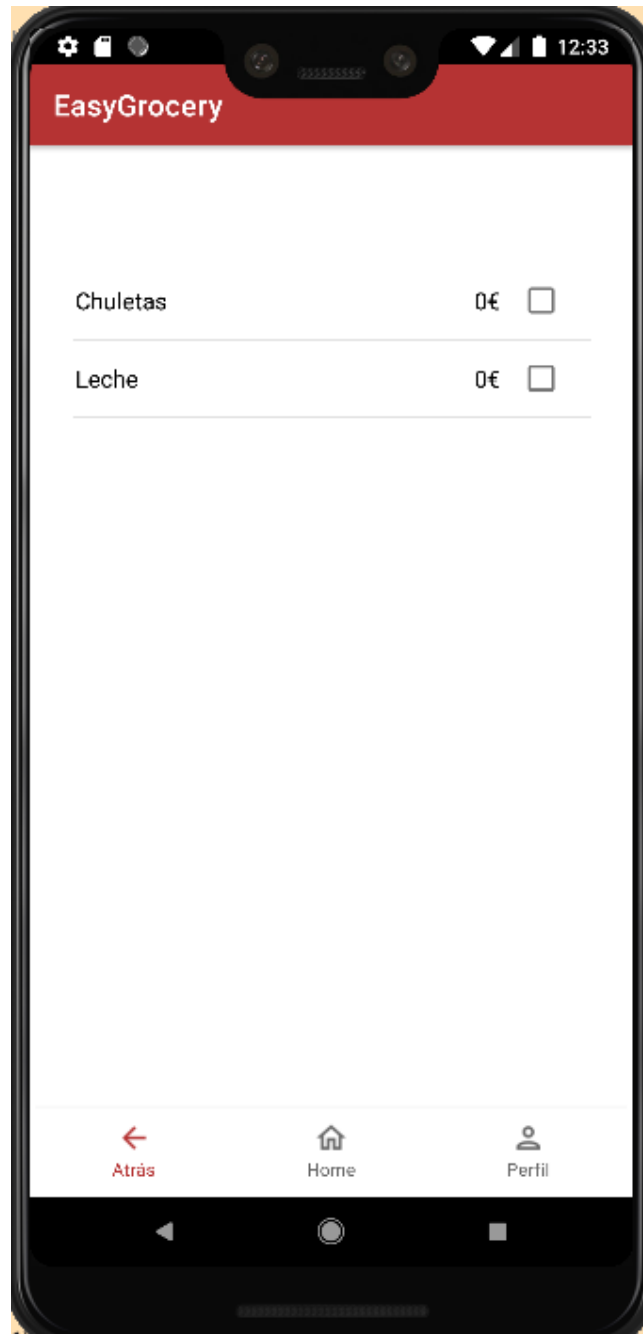 12:33
EasyGrocery
Chuletas 0€
Leche 0€
Atrás Home Perfil